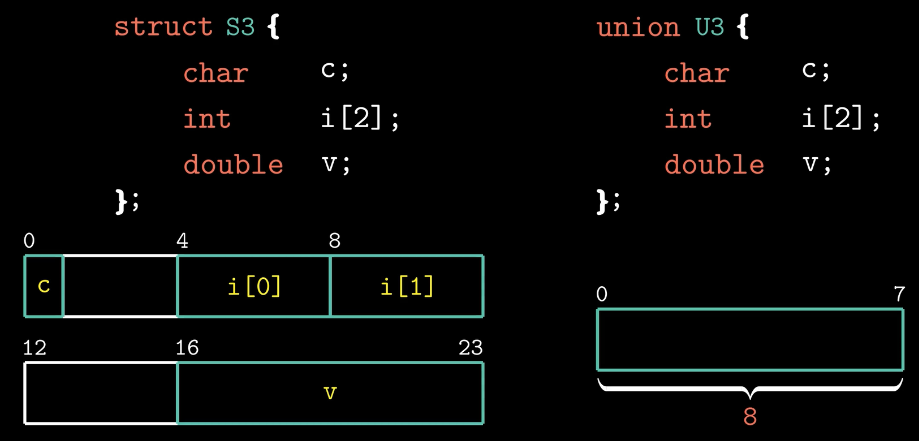 struct S3 {
char c;
int i[2];
double v;
};
0 4 8
c i[0] i[1]
12 16 23
v
union U3 {
char c;
int i[2];
double v;
};
0 7
8